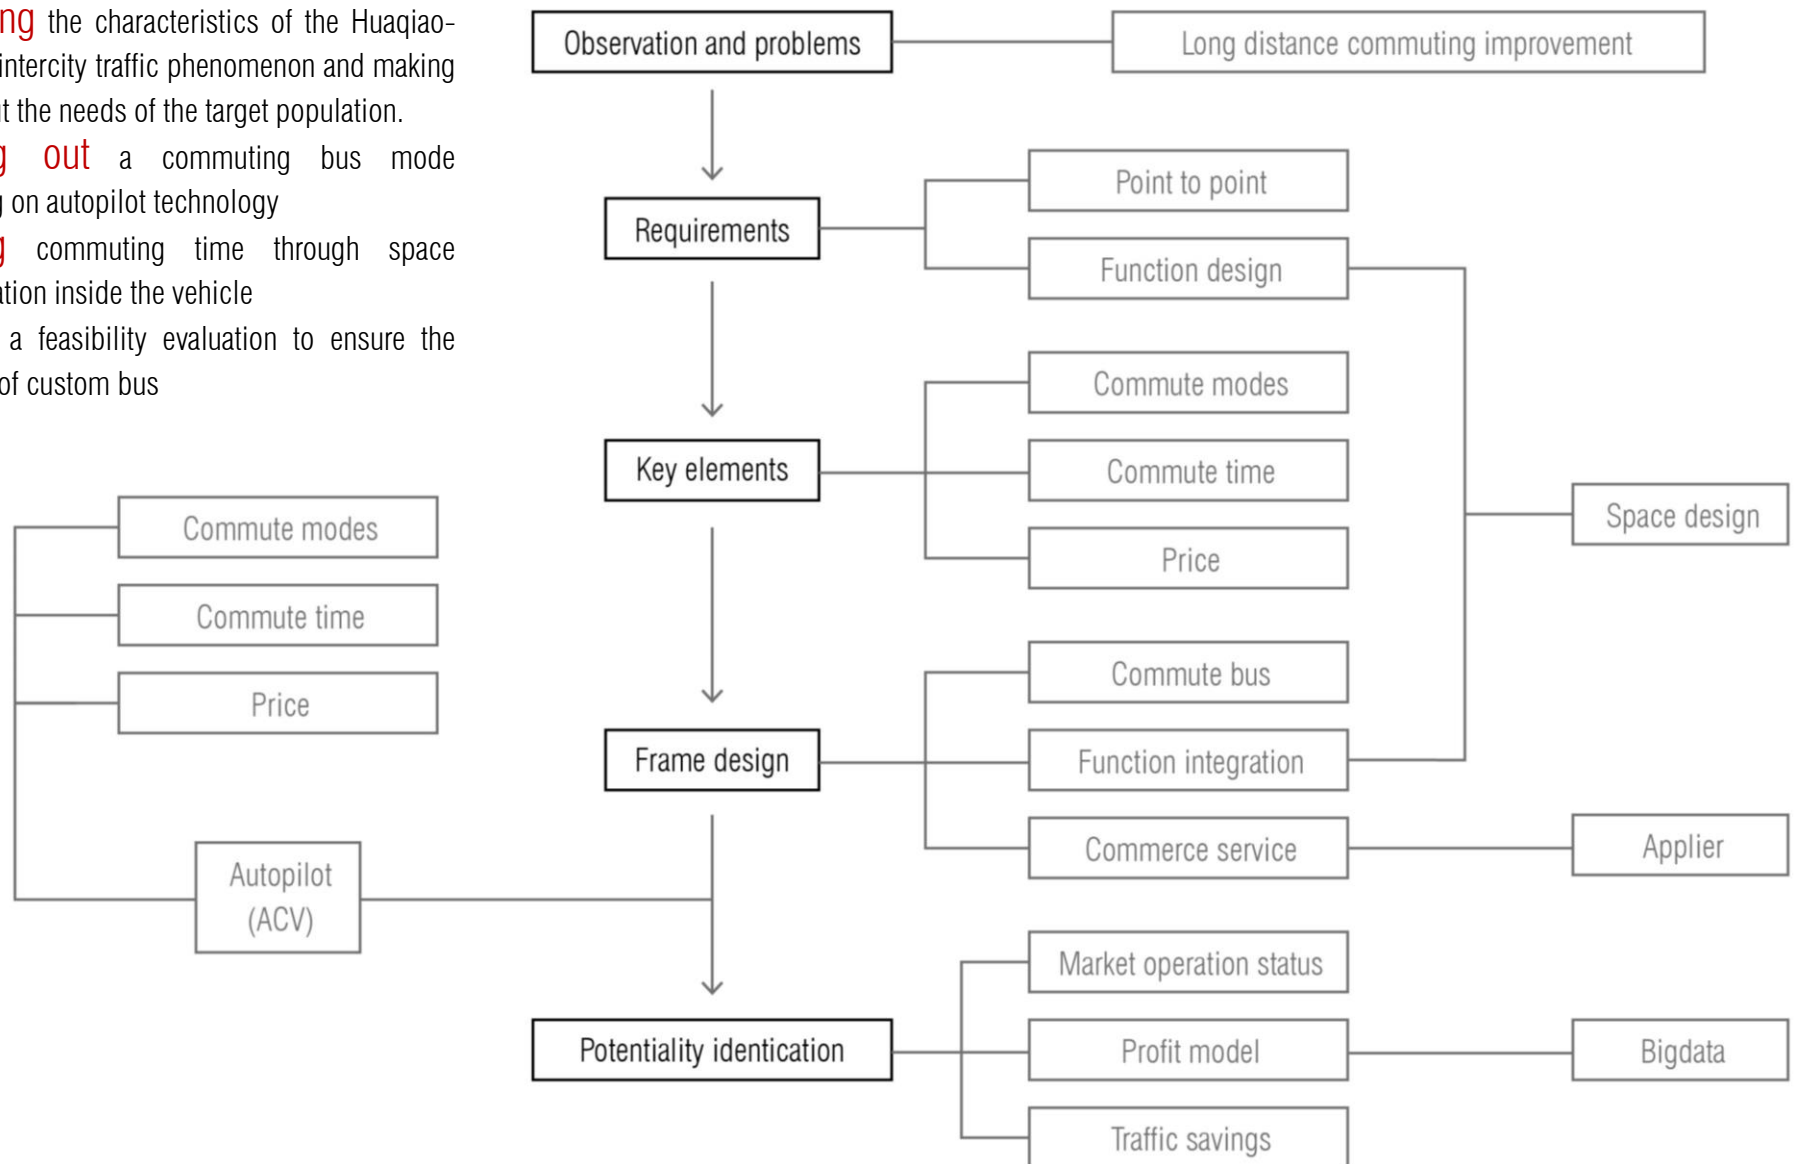 the characteristics of the Huaqiao-
intercity traffic phenomenon and making
the needs of the target population.
out a commuting bus mode
on autopilot technology
commuting time through space
inside the vehicle
a feasibility evaluation to ensure the
of custom bus
Observation and problems
Long distance commuting improvement
Requirements
Point to point
Function design
Key elements
Commute modes
Commute time
Price
Space design
Commute modes
Commute time
Price
Autopilot
(ACV)
Frame design
Commute bus
Function integration
Commerce service
Applier
Potentiality identication
Market operation status
Profit model
Traffic savings
Bigdata